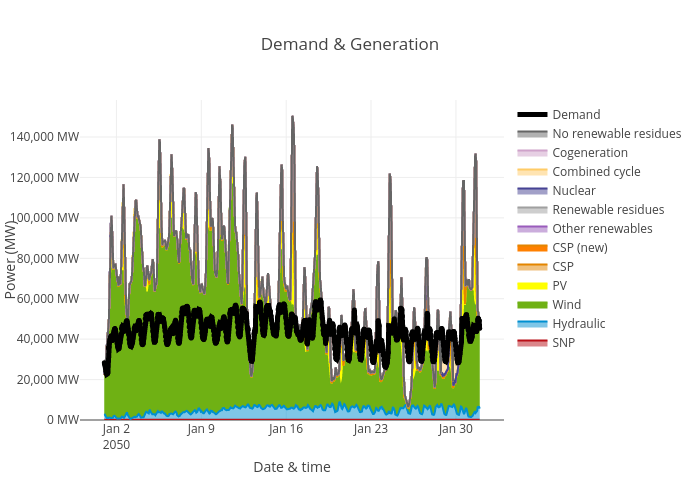 Demand & Generation
Power (MW)
140,000 MW
120,000 MW
100,000 MW
80,000 MW
60,000 MW
40,000 MW
20,000 MW
0 MW
Jan 2
2050
Jan 9
Jan 16
Jan 23
Jan 30
Date & time
Demand
No renewable residues
Cogeneration
Combined cycle
Nuclear
Renewable residues
Other renewables
CSP (new)
CSP
PV
Wind
Hydraulic
SNP